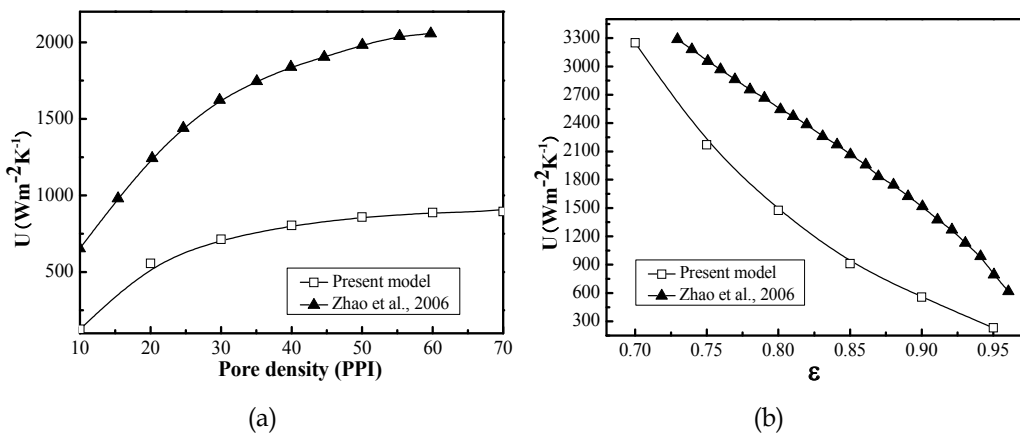 2000
1500
1000
500
U (Wm⁻²K⁻¹)
Present model
Zhao et al., 2006
10 20 30 40 50 60 70
Pore density (PPI)
(a)
3300
3000
2700
2400
2100
1800
1500
1200
900
600
300
U (Wm⁻²K⁻¹)
Present model
Zhao et al., 2006
0.70 0.75 0.80 0.85 0.90 0.95
ε
(b)